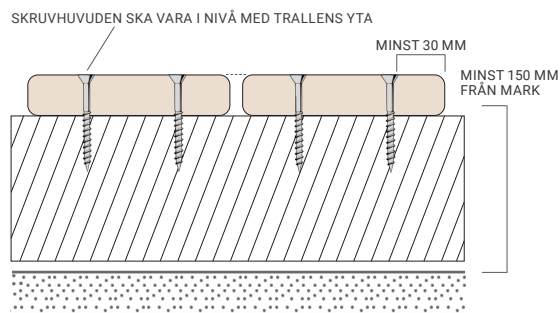 SKRUVHUVUDEN SKA VARA I NIVÅ MED TRALLENS YTA
MINST 30 MM
MINST 150 MM
FRÅN MARK